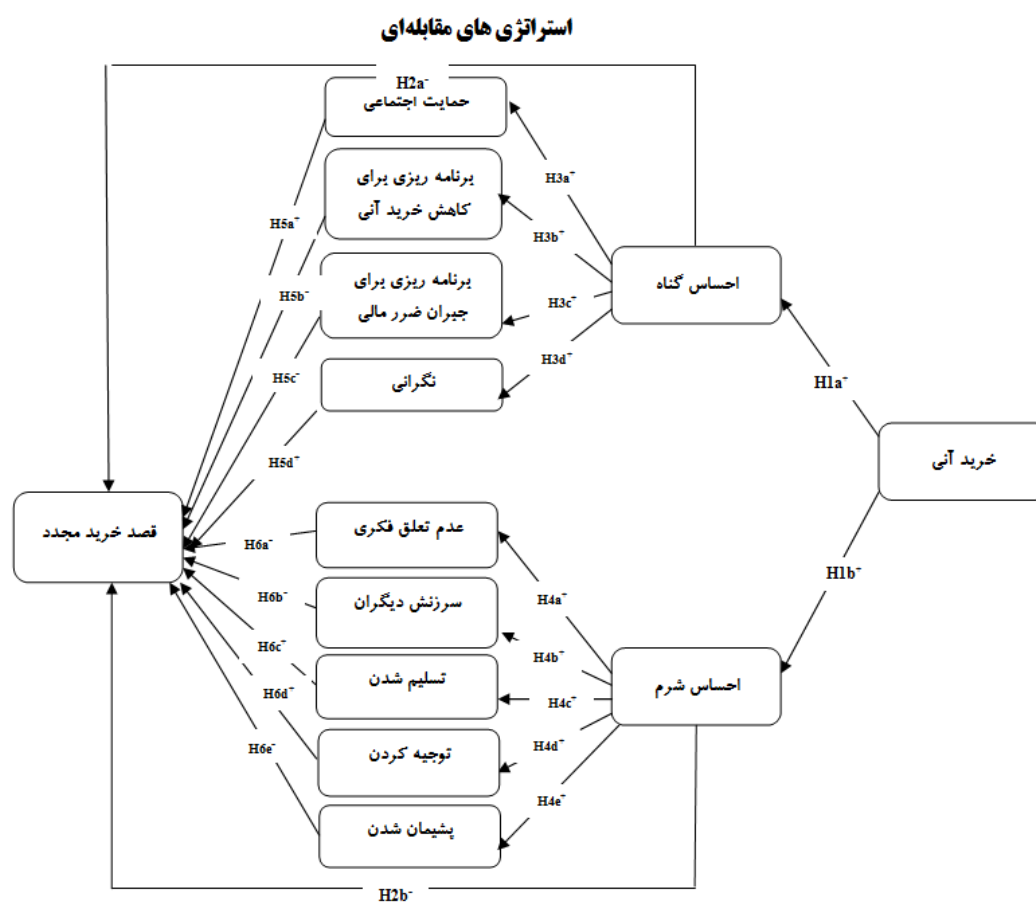 استراتژی های مقابله‌ای
H2a-
حمایت اجتماعی
برنامه ریزی برای
کاهش خرید آنی
برنامه ریزی برای
جبران ضرر مالی
نگرانی
احساس گناه
خرید آنی
احساس شرم
عدم تعلق فکری
سرزنش دیگران
تسلیم شدن
توجیه کردن
پشیمان شدن
قصد خرید مجدد
H1a+
H1b+
H3a+
H3b+
H3c+
H3d+
H4a+
H4b+
H4c+
H4d+
H4e+
H5a+
H5b-
H5c-
H5d+
H6a-
H6b-
H6c+
H6d+
H6e-
H2b-